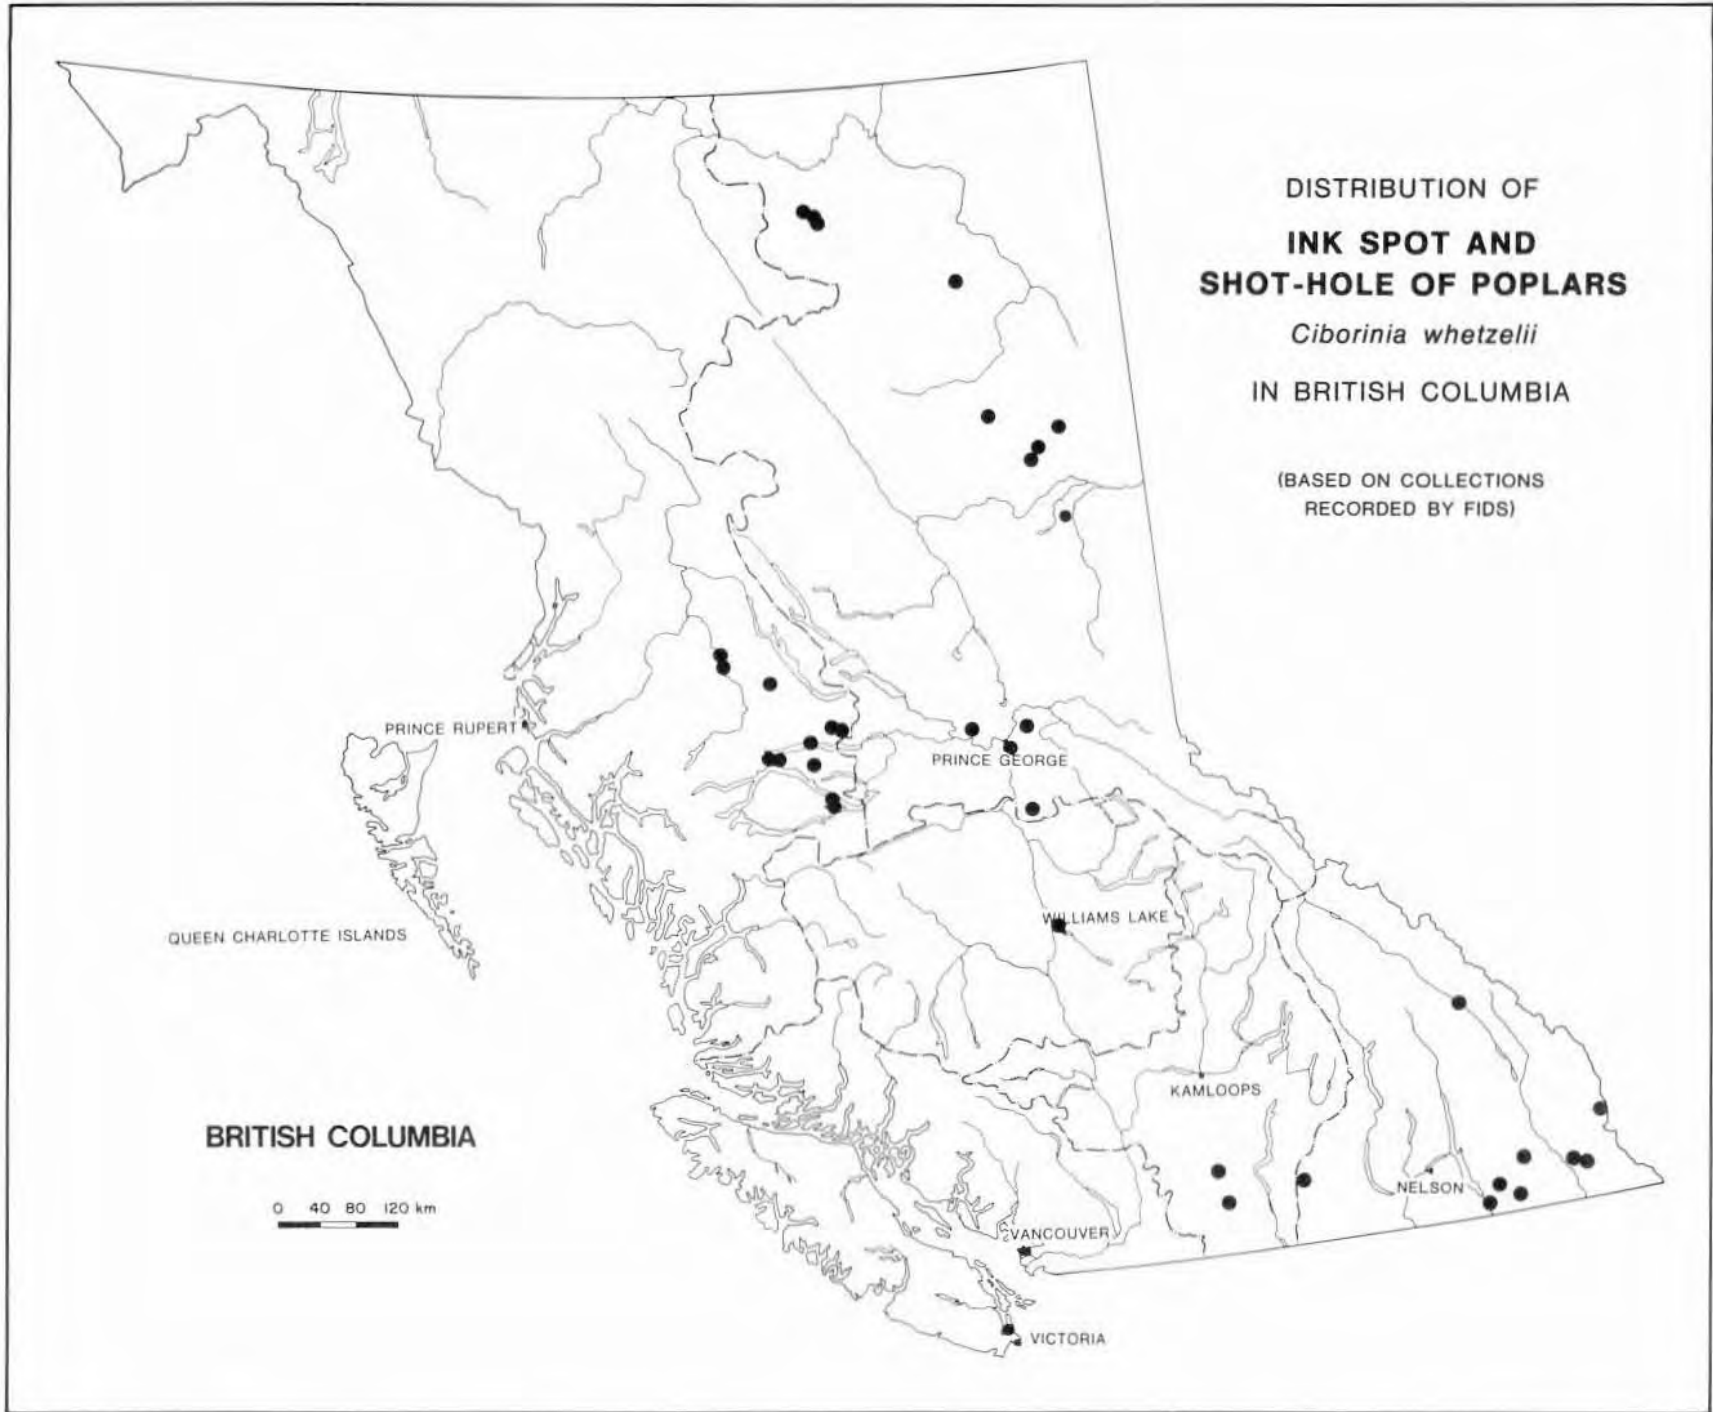 DISTRIBUTION OF
INK SPOT AND
SHOT-HOLE OF POPLARS
Ciborinia whetzelii
IN BRITISH COLUMBIA
(BASED ON COLLECTIONS
RECORDED BY FIDS)
PRINCE RUPERT
PRINCE GEORGE
QUEEN CHARLOTTE ISLANDS
WILLIAMS LAKE
KAMLOOPS
BRITISH COLUMBIA
NELSON
0 40 80 120 km
VANCOUVER
VICTORIA